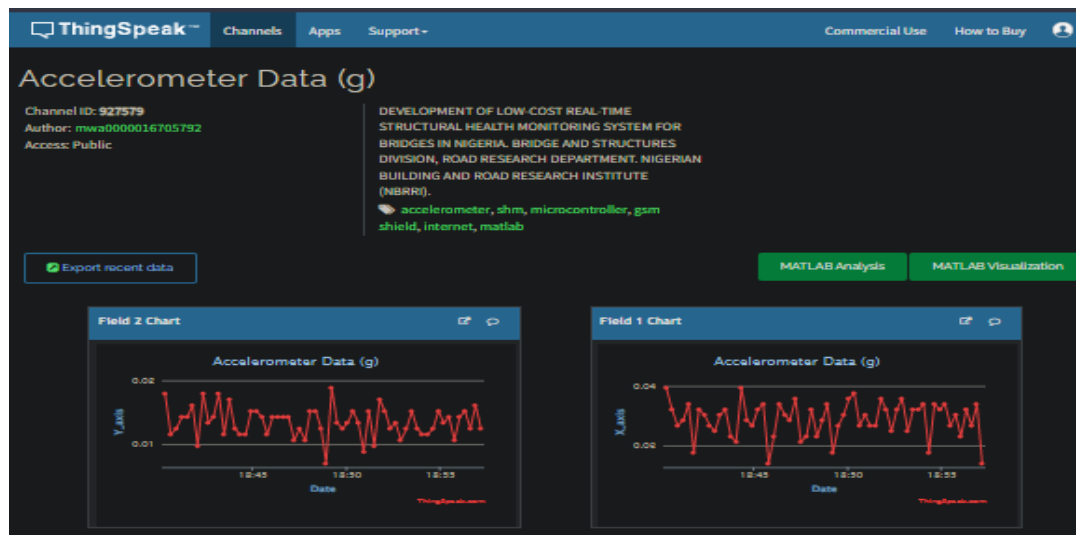 ThingSpeak™ Channels Apps Support Commercial Use How to Buy
Accelerometer Data (g)
Channel ID: 927579
Author: mwa0000016705792
Access: Public
DEVELOPMENT OF LOW-COST REAL-TIME
STRUCTURAL HEALTH MONITORING SYSTEM FOR
BRIDGES IN NIGERIA. BRIDGE AND STRUCTURES
DIVISION, ROAD RESEARCH DEPARTMENT. NIGERIAN
BUILDING AND ROAD RESEARCH INSTITUTE
(NBRRI).
accelerometer, shm, microcontroller, gsm
shield, internet, matlab
Export recent data
MATLAB Analysis MATLAB Visualization
Field 2 Chart
Accelerometer Data (g)
0.02
Y_axis
0.01
18:45 18:50 18:55
Date
ThingSpeak.com
Field 1 Chart
Accelerometer Data (g)
0.04
X_axis
18:45 18:50 18:55
Date
ThingSpeak.com